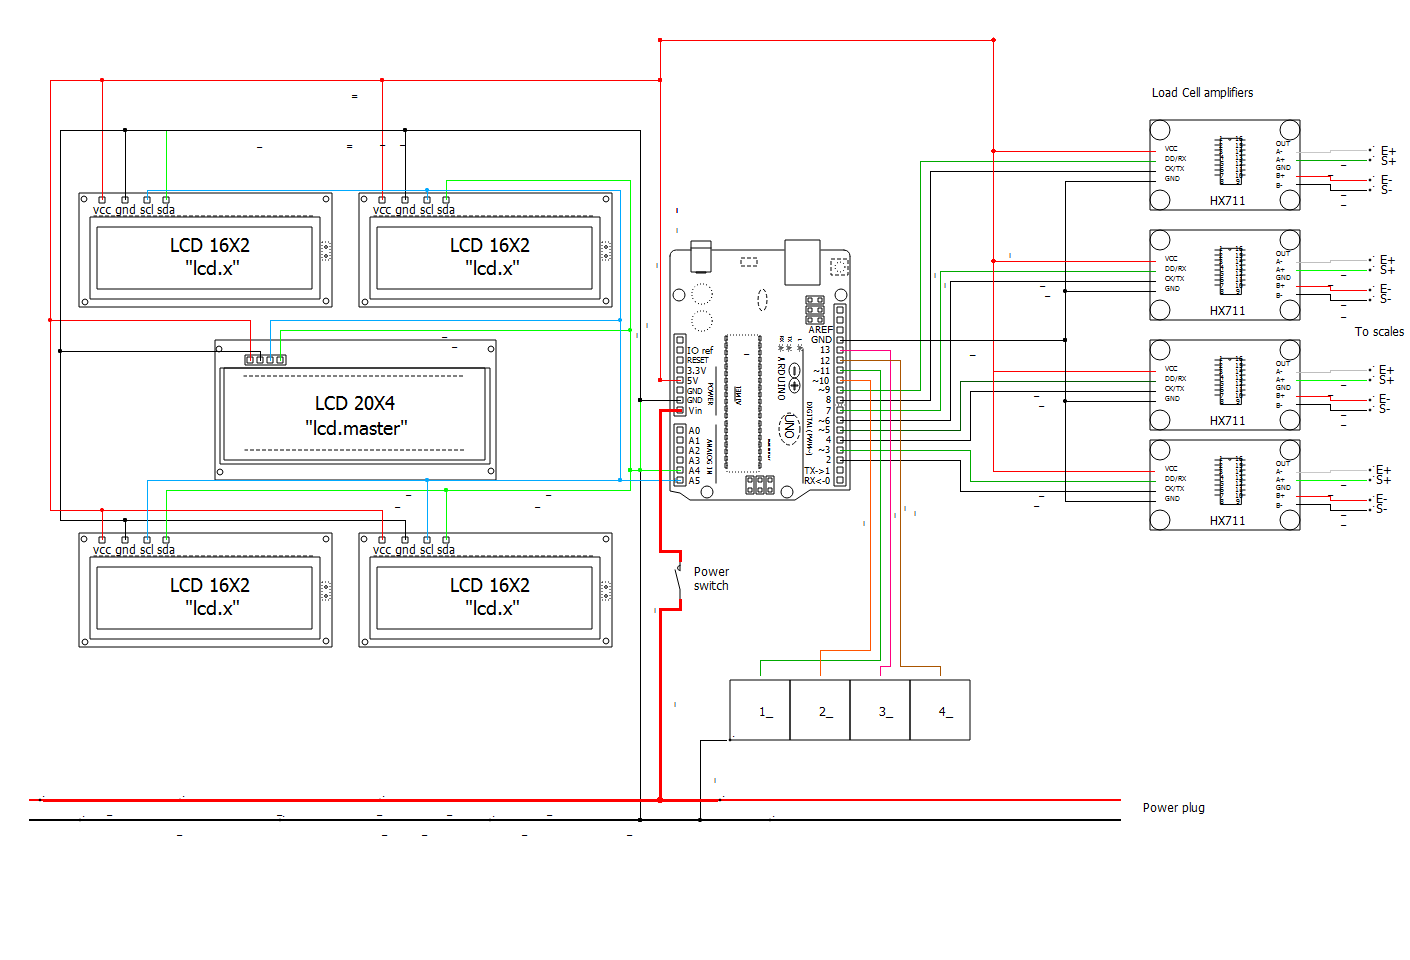 Load Cell amplifiers
VCC
DD/RX
CK/TX
GND
OUT
A-
A+
GND
B+
B-
HX711
E+
S+
E-
S-
vcc gnd scl sda
LCD 16X2
"lcd.x"
vcc gnd scl sda
LCD 16X2
"lcd.x"
VCC
DD/RX
CK/TX
GND
OUT
A-
A+
GND
B+
B-
HX711
E+
S+
E-
S-
To scales
LCD 20X4
"lcd.master"
IO ref
RESET
3.3V
5V
GND
GND
Vin
POWER
A0
A1
A2
A3
A4
A5
ANALOG IN
ARDUINO
UNO
AREF
GND
13
12
~11
~10
~9
8
7
~6
~5
4
~3
2
TX->1
RX<-0
DIGITAL (PWM~)
VCC
DD/RX
CK/TX
GND
OUT
A-
A+
GND
B+
B-
HX711
E+
S+
E-
S-
VCC
DD/RX
CK/TX
GND
OUT
A-
A+
GND
B+
B-
HX711
E+
S+
E-
S-
vcc gnd scl sda
LCD 16X2
"lcd.x"
vcc gnd scl sda
LCD 16X2
"lcd.x"
Power
switch
1_
2_
3_
4_
Power plug